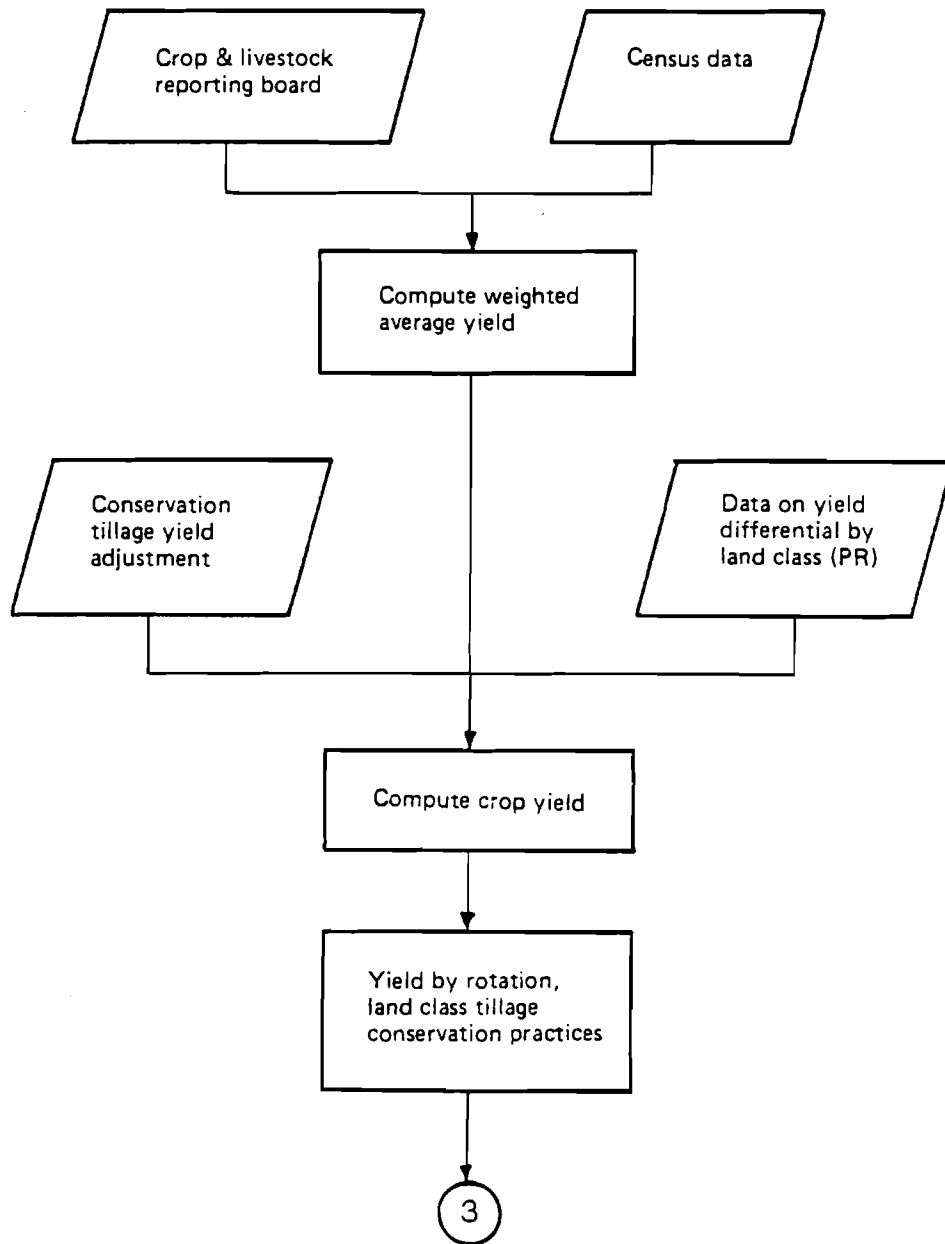 Crop & livestock
reporting board
Census data
Compute weighted
average yield
Conservation
tillage yield
adjustment
Data on yield
differential by
land class (PR)
Compute crop yield
Yield by rotation,
land class tillage
conservation practices
3